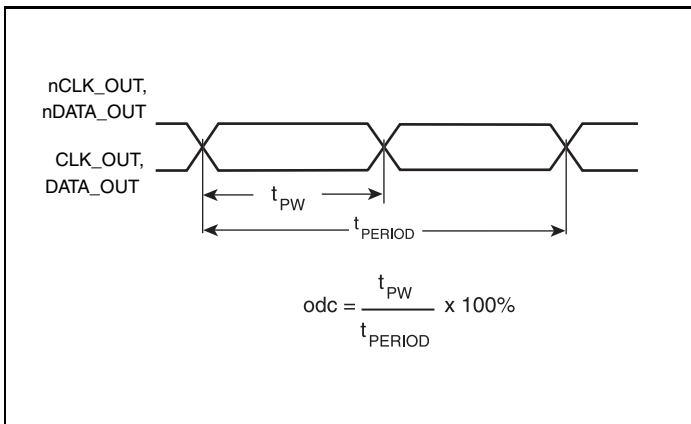 nCLK_OUT,
nDATA_OUT
CLK_OUT,
DATA_OUT
tPW
tPERIOD
odc = tPW / tPERIOD x 100%